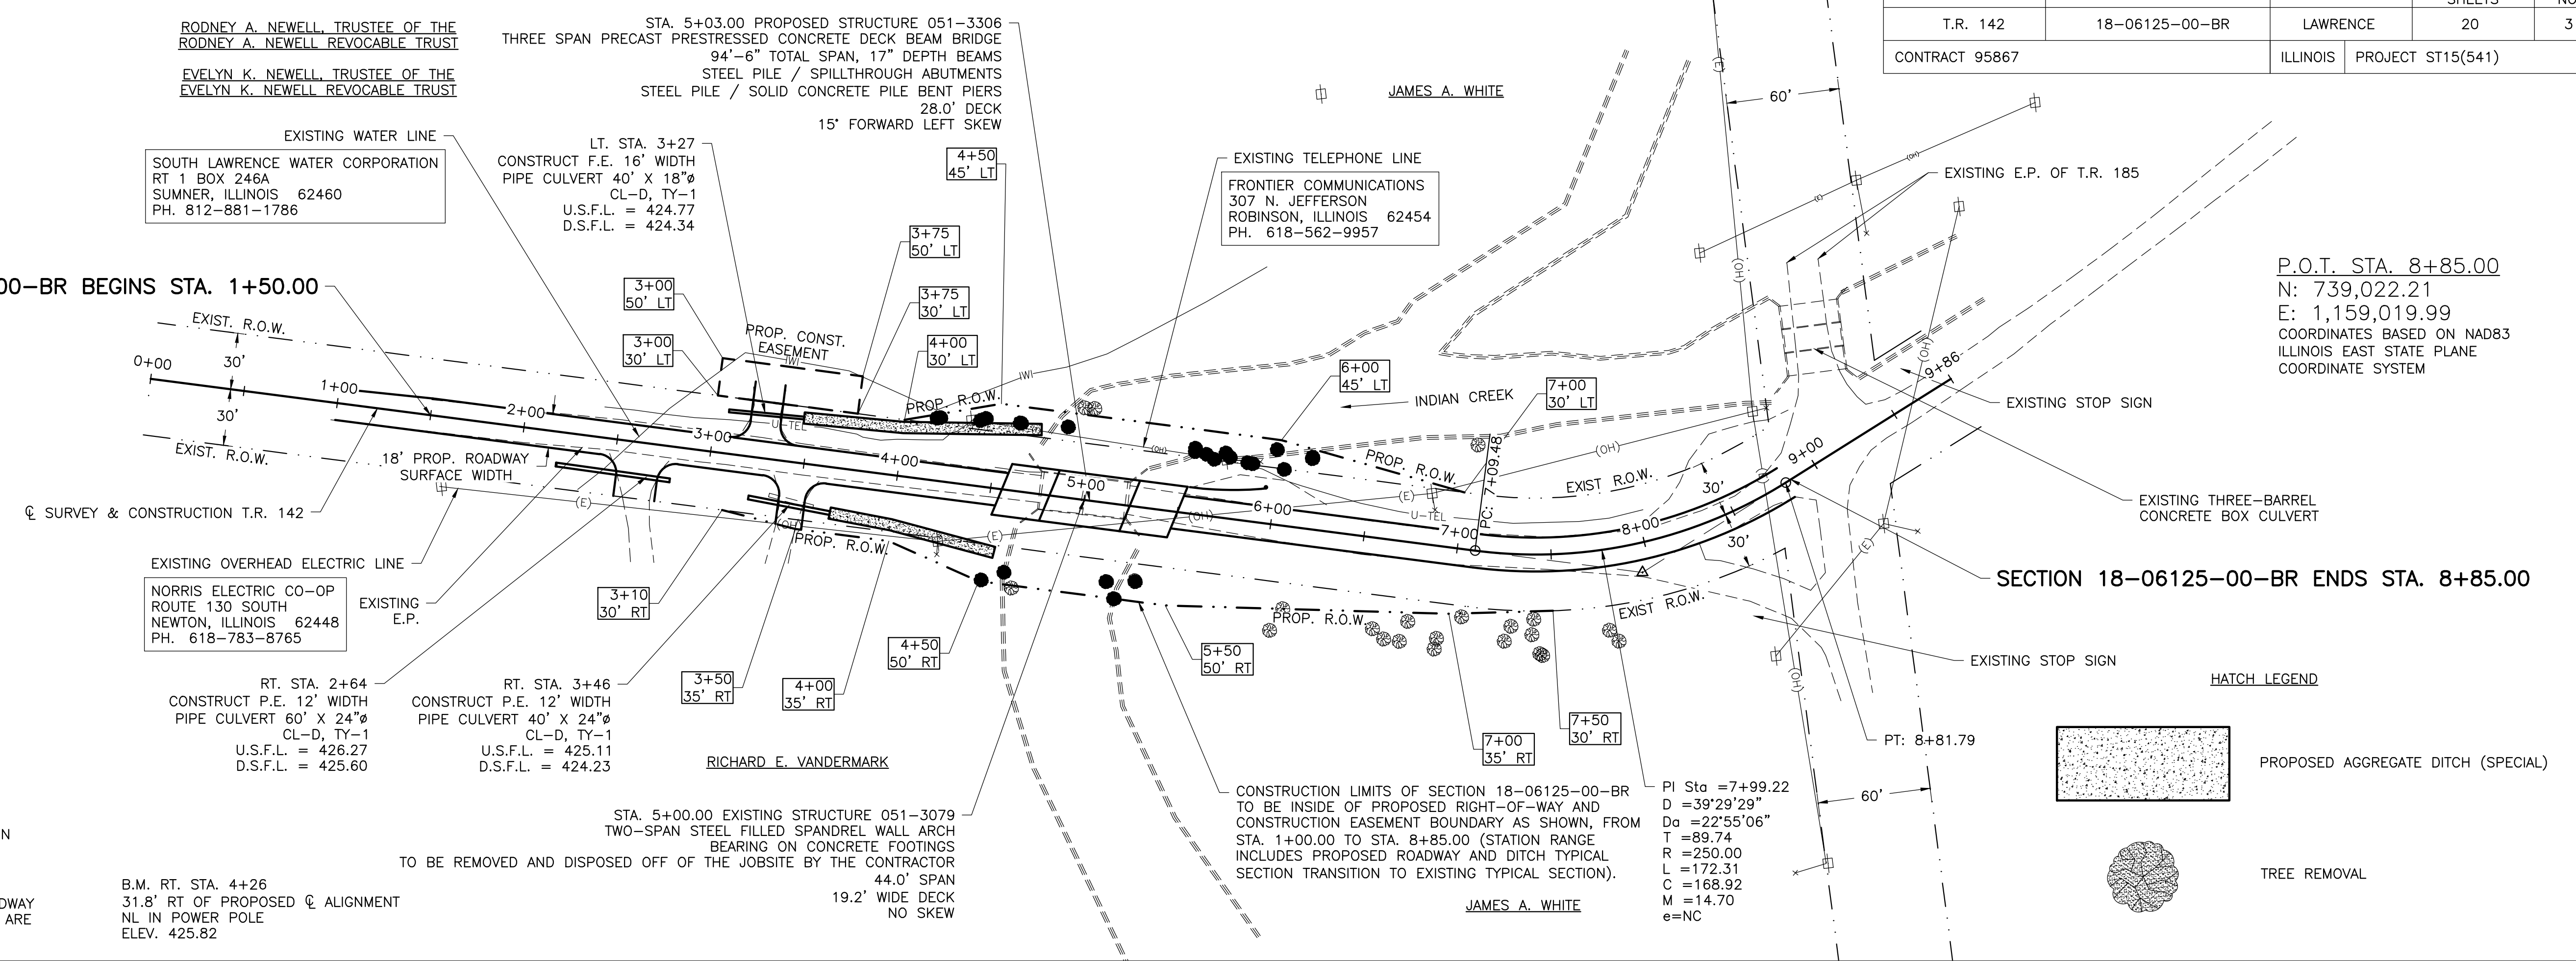 SHEETS
NO
T.R. 142
18-06125-00-BR
LAWRENCE
20
3
CONTRACT 95867
ILLINOIS
PROJECT ST15(541)
RODNEY A. NEWELL, TRUSTEE OF THE
RODNEY A. NEWELL REVOCABLE TRUST
EVELYN K. NEWELL, TRUSTEE OF THE
EVELYN K. NEWELL REVOCABLE TRUST
STA. 5+03.00 PROPOSED STRUCTURE 051-3306
THREE SPAN PRECAST PRESTRESSED CONCRETE DECK BEAM BRIDGE
94'-6" TOTAL SPAN, 17" DEPTH BEAMS
STEEL PILE / SPILLTHROUGH ABUTMENTS
STEEL PILE / SOLID CONCRETE PILE BENT PIERS
28.0' DECK
15° FORWARD LEFT SKEW
JAMES A. WHITE
EXISTING WATER LINE
SOUTH LAWRENCE WATER CORPORATION
RT 1 BOX 246A
SUMNER, ILLINOIS 62460
PH. 812-881-1786
LT. STA. 3+27
CONSTRUCT F.E. 16' WIDTH
PIPE CULVERT 40' X 18"ø
CL-D, TY-1
U.S.F.L. = 424.77
D.S.F.L. = 424.34
4+50
45' LT
EXISTING TELEPHONE LINE
FRONTIER COMMUNICATIONS
307 N. JEFFERSON
ROBINSON, ILLINOIS 62454
PH. 618-562-9957
(E)
60'
(OH)
(E)
(OH)
(OH)
EXISTING E.P. OF T.R. 185
3+75
50' LT
3+75
30' LT
3+00
50' LT
3+00
30' LT
4+00
30' LT
6+00
45' LT
7+00
30' LT
INDIAN CREEK
P.O.T. STA. 8+85.00
N: 739,022.21
E: 1,159,019.99
COORDINATES BASED ON NAD83
ILLINOIS EAST STATE PLANE
COORDINATE SYSTEM
00-BR BEGINS STA. 1+50.00
EXIST. R.O.W.
30'
30'
EXIST. R.O.W.
0+00
1+00
2+00
3+00
4+00
5+00
6+00
7+00
8+00
9+00
9+86
PROP. CONST.
EASEMENT
(W)
(W)
PROP. R.O.W.
U-TEL
U-TEL
U-TEL
(OH)
(OH)
(OH)
(OH)
(E)
(E)
(E)
PROP. R.O.W.
EXIST R.O.W.
30'
30'
EXIST R.O.W.
PC: 7+09.48
EXISTING STOP SIGN
EXISTING THREE-BARREL
CONCRETE BOX CULVERT
SECTION 18-06125-00-BR ENDS STA. 8+85.00
18' PROP. ROADWAY
SURFACE WIDTH
℄ SURVEY & CONSTRUCTION T.R. 142
EXISTING OVERHEAD ELECTRIC LINE
NORRIS ELECTRIC CO-OP
ROUTE 130 SOUTH
NEWTON, ILLINOIS 62448
PH. 618-783-8765
EXISTING
E.P.
PROP. R.O.W.
PROP. R.O.W.
3+10
30' RT
3+50
35' RT
4+00
35' RT
4+50
50' RT
5+50
50' RT
7+00
35' RT
7+50
30' RT
EXISTING STOP SIGN
(E)
(OH)
PT: 8+81.79
60'
RT. STA. 2+64
CONSTRUCT P.E. 12' WIDTH
PIPE CULVERT 60' X 24"ø
CL-D, TY-1
U.S.F.L. = 426.27
D.S.F.L. = 425.60
RT. STA. 3+46
CONSTRUCT P.E. 12' WIDTH
PIPE CULVERT 40' X 24"ø
CL-D, TY-1
U.S.F.L. = 425.11
D.S.F.L. = 424.23
RICHARD E. VANDERMARK
STA. 5+00.00 EXISTING STRUCTURE 051-3079
TWO-SPAN STEEL FILLED SPANDREL WALL ARCH
BEARING ON CONCRETE FOOTINGS
TO BE REMOVED AND DISPOSED OFF OF THE JOBSITE BY THE CONTRACTOR
44.0' SPAN
19.2' WIDE DECK
NO SKEW
CONSTRUCTION LIMITS OF SECTION 18-06125-00-BR
TO BE INSIDE OF PROPOSED RIGHT-OF-WAY AND
CONSTRUCTION EASEMENT BOUNDARY AS SHOWN, FROM
STA. 1+00.00 TO STA. 8+85.00 (STATION RANGE
INCLUDES PROPOSED ROADWAY AND DITCH TYPICAL
SECTION TRANSITION TO EXISTING TYPICAL SECTION).
JAMES A. WHITE
PI Sta =7+99.22
D =39°29'29"
Da =22°55'06"
T =89.74
R =250.00
L =172.31
C =168.92
M =14.70
e=NC
HATCH LEGEND
PROPOSED AGGREGATE DITCH (SPECIAL)
TREE REMOVAL
N
DWAY
ARE
B.M. RT. STA. 4+26
31.8' RT OF PROPOSED ℄ ALIGNMENT
NL IN POWER POLE
ELEV. 425.82